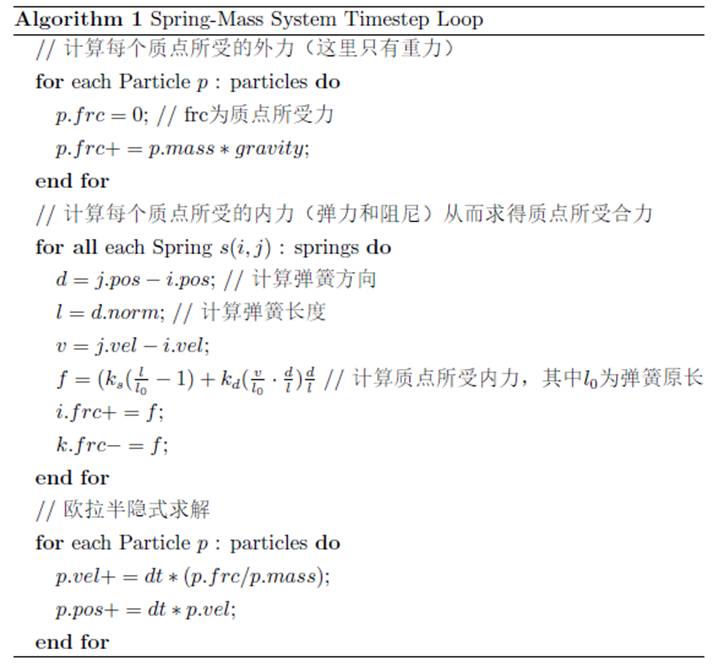 Algorithm 1 Spring-Mass System Timestep Loop
// 计算每个质点所受的外力（这里只有重力）
for each Particle p : particles do
p.frc = 0; // frc为质点所受力
p.frc+ = p.mass ∗ gravity;
end for
// 计算每个质点所受的内力（弹力和阻尼）从而求得质点所受合力
for all each Spring s(i, j) : springs do
d = j.pos − i.pos; // 计算弹簧方向
l = d.norm; // 计算弹簧长度
v = j.vel − i.vel;
f = (k_s(\frac{l}{l_0} − 1) + k_d(\frac{v}{l_0} · \frac{d}{l})\frac{d}{l} // 计算质点所受内力，其中l_0为弹簧原长
i.frc+ = f;
k.frc− = f;
end for
// 欧拉半隐式求解
for each Particle p : particles do
p.vel+ = dt ∗ (p.frc/p.mass);
p.pos+ = dt ∗ p.vel;
end for